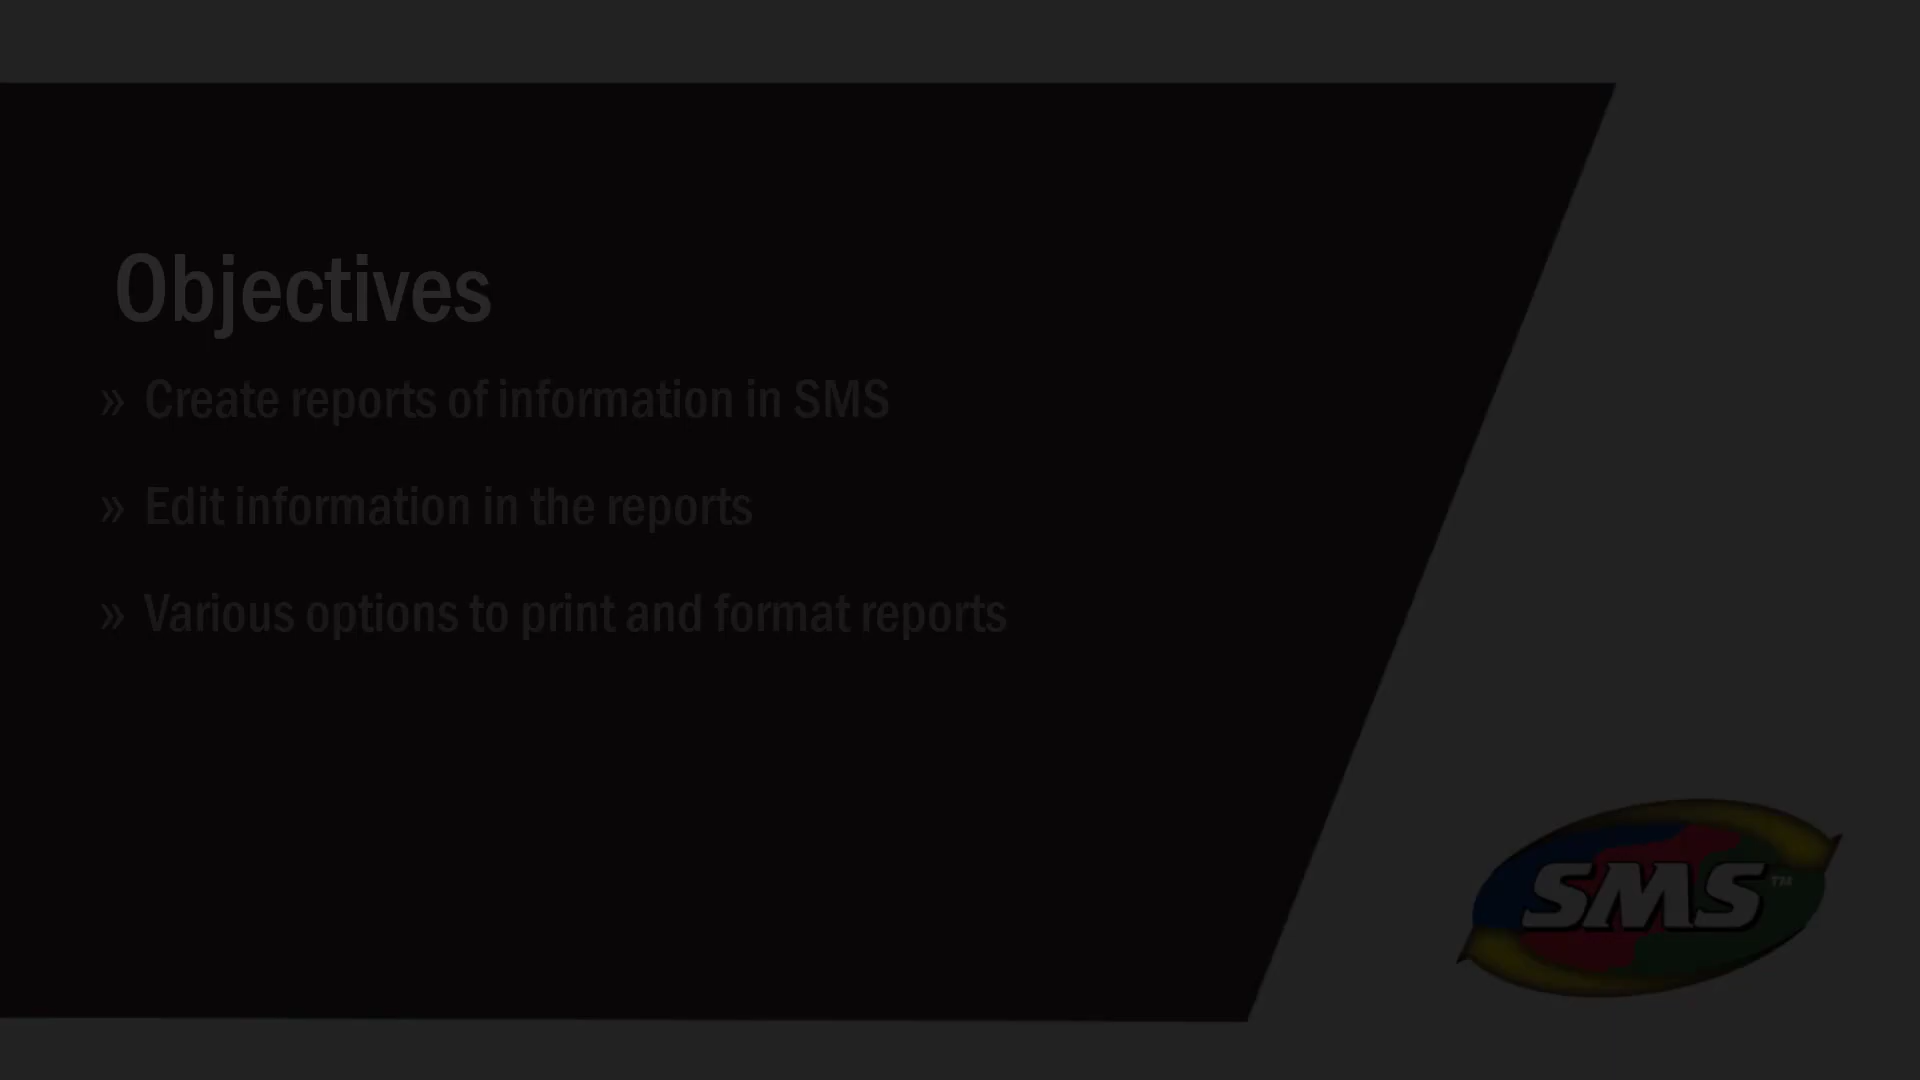 Objectives
» Create reports of information in SMS
» Edit information in the reports
» Various options to print and format reports
SMS™